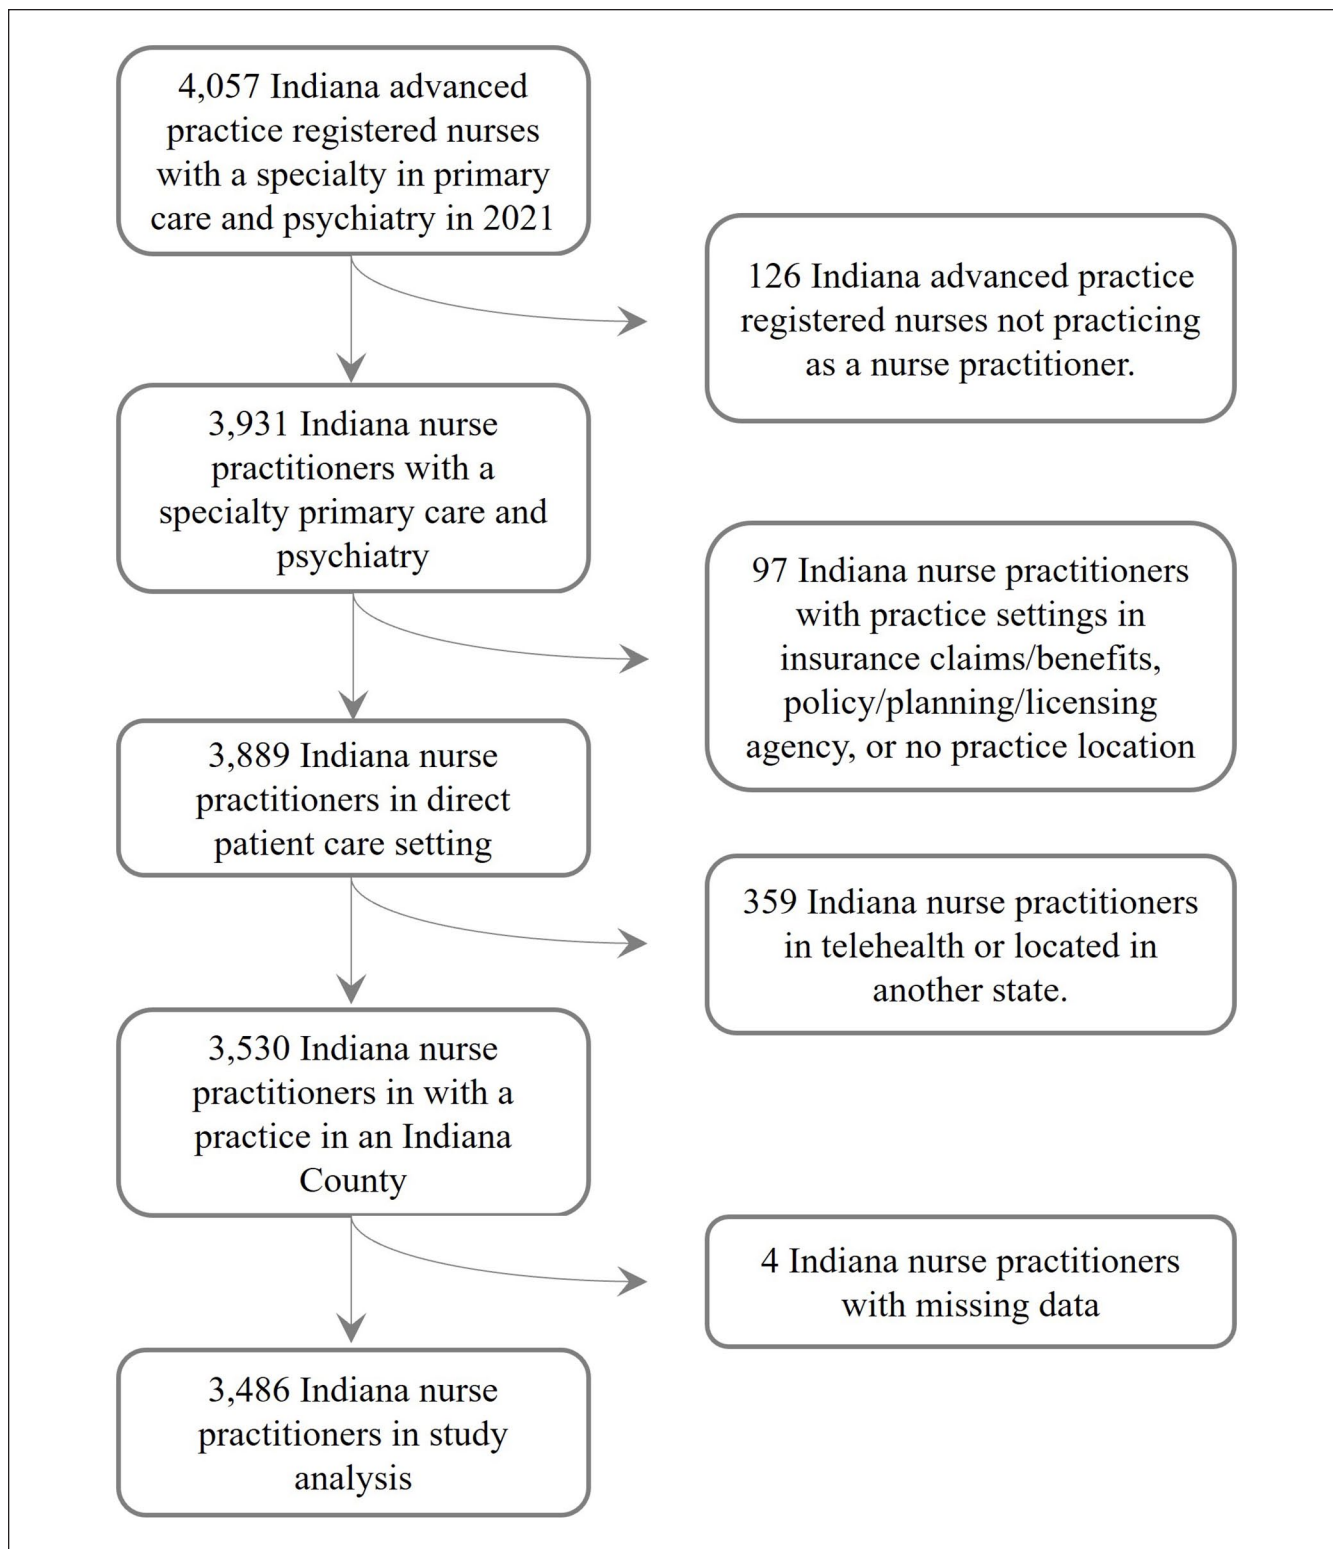 4,057 Indiana advanced
practice registered nurses
with a specialty in primary
care and psychiatry in 2021
126 Indiana advanced practice
registered nurses not practicing
as a nurse practitioner.
3,931 Indiana nurse
practitioners with a
specialty primary care and
psychiatry
97 Indiana nurse practitioners
with practice settings in
insurance claims/benefits,
policy/planning/licensing
agency, or no practice location
3,889 Indiana nurse
practitioners in direct
patient care setting
359 Indiana nurse practitioners
in telehealth or located in
another state.
3,530 Indiana nurse
practitioners in with a
practice in an Indiana
County
4 Indiana nurse practitioners
with missing data
3,486 Indiana nurse
practitioners in study
analysis